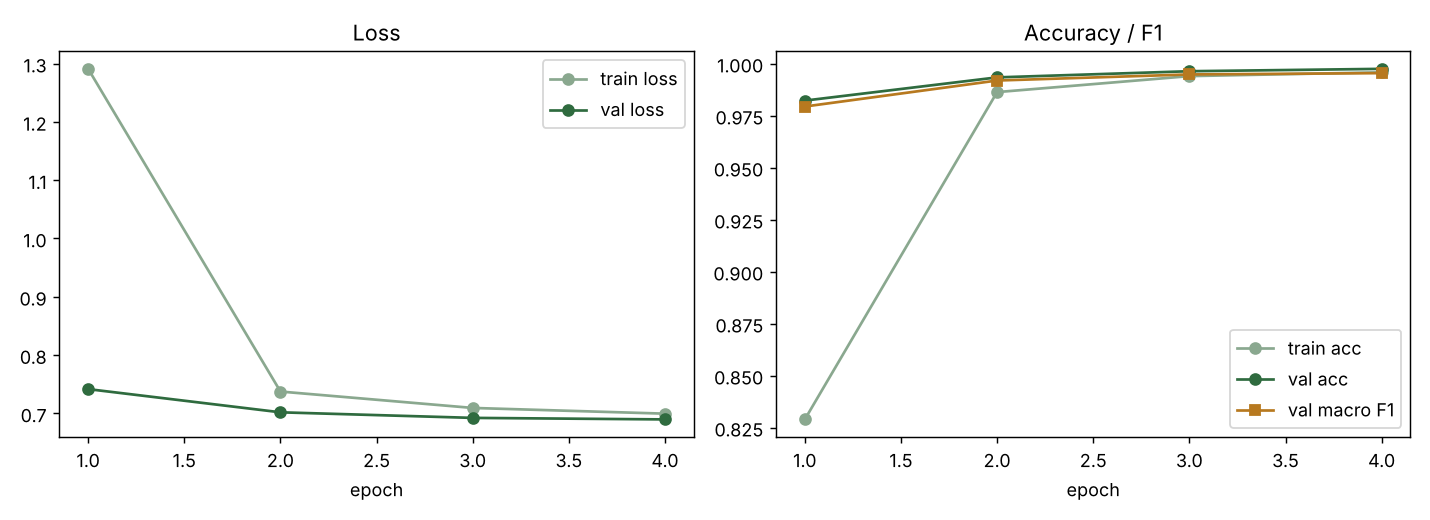 Loss
1.3
1.2
1.1
1.0
0.9
0.8
0.7
1.0 1.5 2.0 2.5 3.0 3.5 4.0
epoch
train loss
val loss
Accuracy / F1
1.000
0.975
0.950
0.925
0.900
0.875
0.850
0.825
1.0 1.5 2.0 2.5 3.0 3.5 4.0
epoch
train acc
val acc
val macro F1